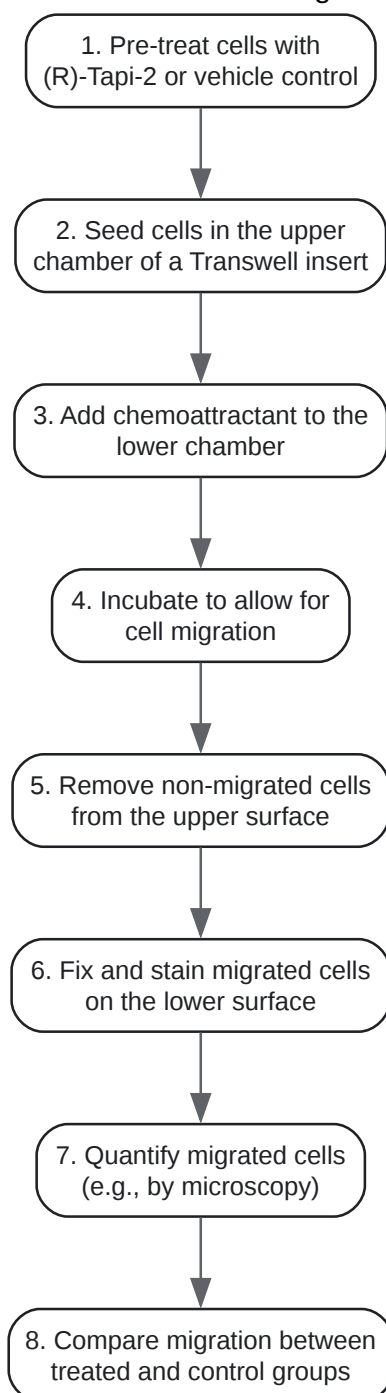 1. Pre-treat cells with
(R)-Tapi-2 or vehicle control
2. Seed cells in the upper
chamber of a Transwell insert
3. Add chemoattractant to the
lower chamber
4. Incubate to allow for
cell migration
5. Remove non-migrated cells
from the upper surface
6. Fix and stain migrated cells
on the lower surface
7. Quantify migrated cells
(e.g., by microscopy)
8. Compare migration between
treated and control groups